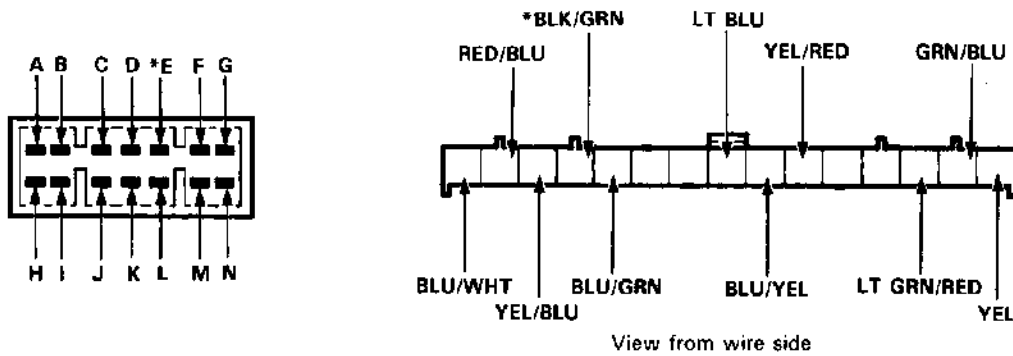 A B C D *E F G
H I J K L M N
*BLK/GRN LT BLU
RED/BLU YEL/RED GRN/BLU
BLU/WHT BLU/GRN BLU/YEL LT GRN/RED
YEL/BLU YEL
View from wire side